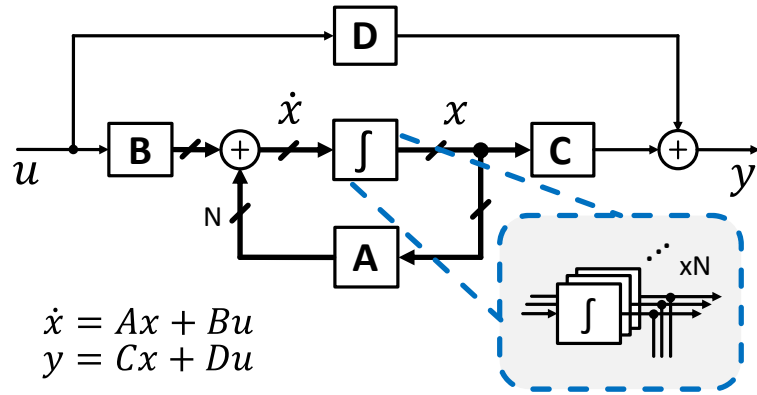 D
ẋ x
B + ∫ C +
u y
N
A
xN
∫
ẋ = Ax + Bu
y = Cx + Du